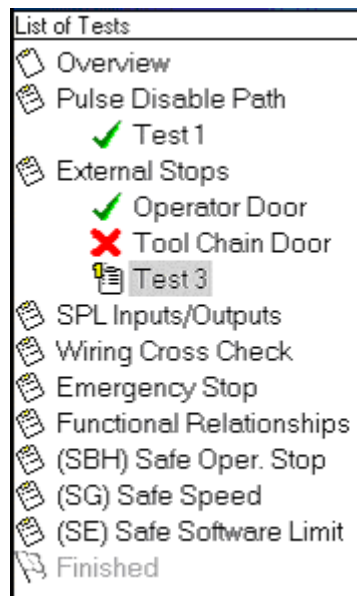 List of Tests
Overview
Pulse Disable Path
Test 1
External Stops
Operator Door
Tool Chain Door
Test 3
SPL Inputs/Outputs
Wiring Cross Check
Emergency Stop
Functional Relationships
(SBH) Safe Oper. Stop
(SG) Safe Speed
(SE) Safe Software Limit
Finished